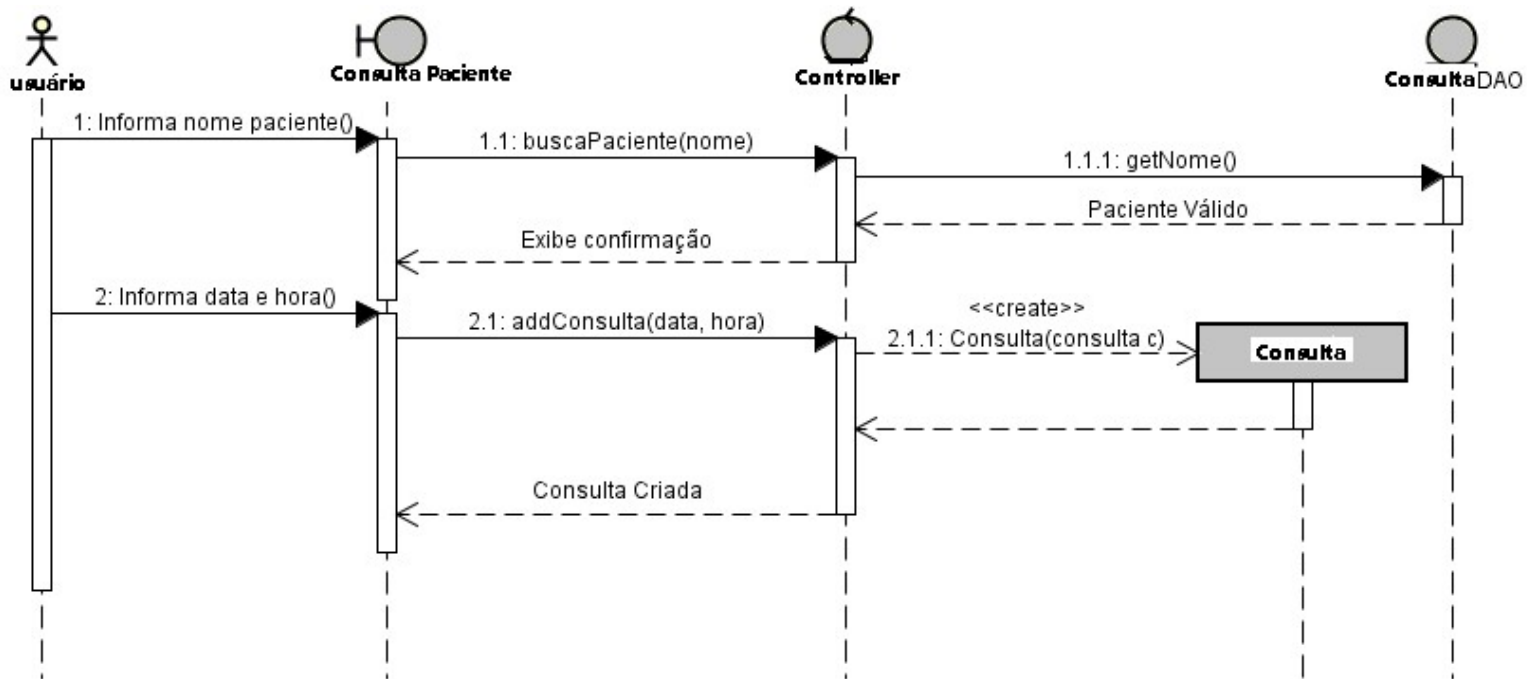 usuário
Consulta Paciente
Controller
ConsultaDAO
1: Informa nome paciente()
1.1: buscaPaciente(nome)
1.1.1: getNome()
Paciente Válido
Exibe confirmação
2: Informa data e hora()
2.1: addConsulta(data, hora)
<<create>>
2.1.1: Consulta(consulta c)
Consulta
Consulta Criada